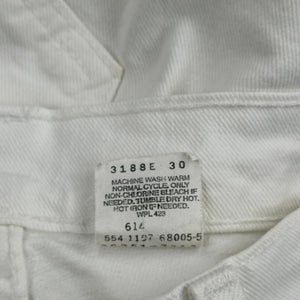 3188E 30
MACHINE WASH WARM
NORMAL CYCLE. ONLY
NON-CHLORINE BLEACH IF
NEEDED. TUMBLE DRY HOT.
HOT IRON IF NEEDED.
WPL 423
614
554 1197 68005-5